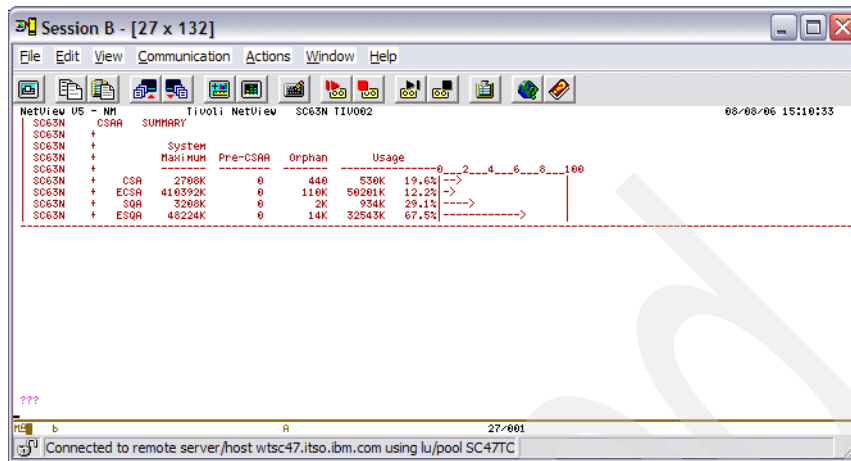 Session B - [27 x 132]
File Edit View Communication Actions Window Help
NetView V5 - NM Tivoli NetView SC63N TIVO02 08/08/06 15:10:33
| SC63N CSAA SUMMARY
| SC63N +
| SC63N + System
| SC63N + Maximum Pre-CSAA Orphan Usage
| SC63N + -------- -------- -------- ----------------0___2___4___6___8___100
| SC63N + CSA 2708K 0 440 530K 19.6%|--> |
| SC63N + ECSA 410392K 0 110K 50201K 12.2%|-> |
| SC63N + SQA 3208K 0 2K 934K 29.1%|----> |
| SC63N + ESQA 48224K 0 14K 32543K 67.5%|------------> |
???
b A 27/001
Connected to remote server/host wtsc47.itso.ibm.com using lu/pool SC47TC